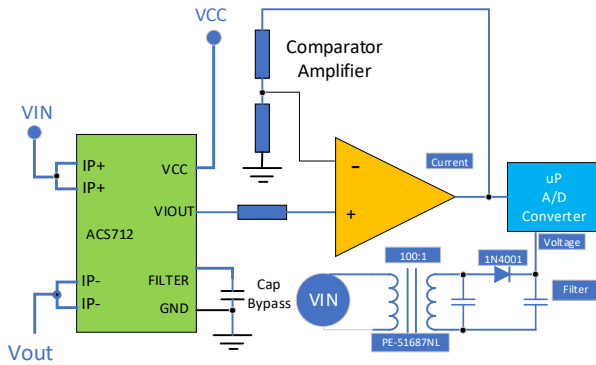 VCC
Comparator
Amplifier
VIN
IP+
IP+
VCC
VIOUT
ACS712
IP-
IP-
FILTER
GND
Vout
Cap
Bypass
-
+
Current
uP
A/D
Converter
Voltage
100:1
1N4001
VIN
Filter
PE-51687NL